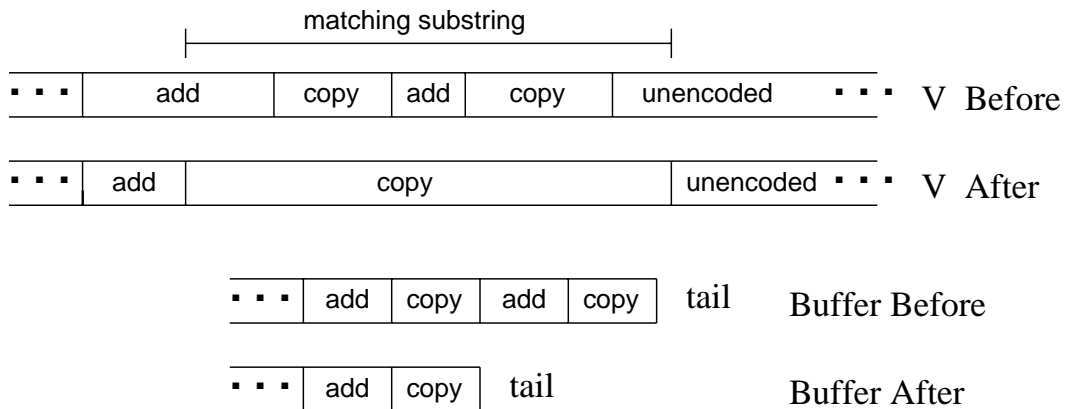 matching substring
▪ ▪ ▪ add copy add copy unencoded ▪ ▪ ▪ V Before
▪ ▪ ▪ add copy unencoded ▪ ▪ ▪ V After
▪ ▪ ▪ add copy add copy tail Buffer Before
▪ ▪ ▪ add copy tail Buffer After